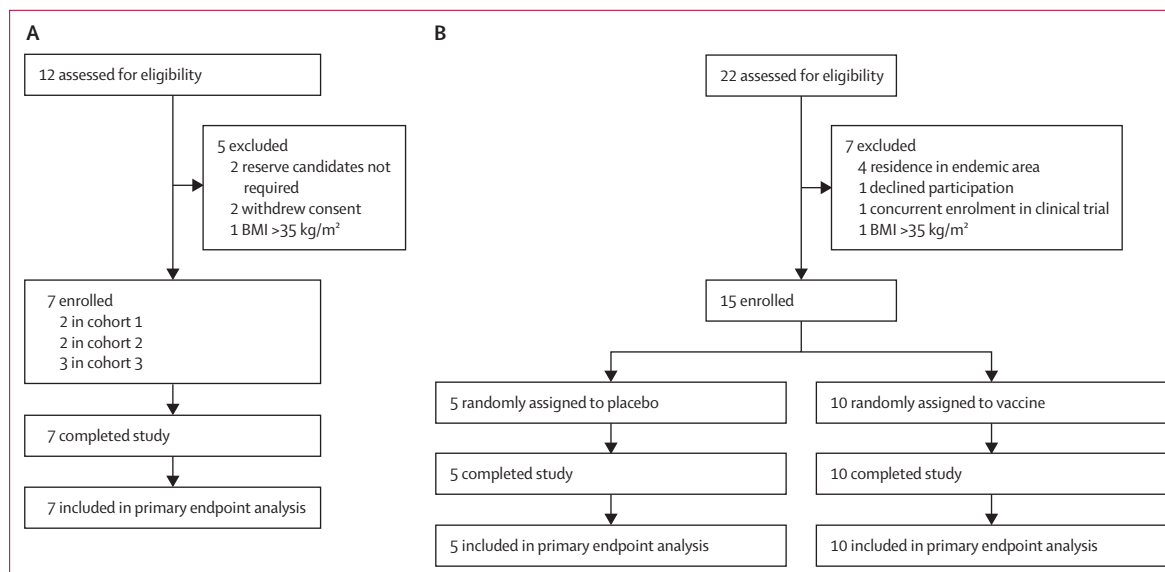 A
12 assessed for eligibility
5 excluded
2 reserve candidates not
required
2 withdrew consent
1 BMI >35 kg/m²
7 enrolled
2 in cohort 1
2 in cohort 2
3 in cohort 3
7 completed study
7 included in primary endpoint analysis
B
22 assessed for eligibility
7 excluded
4 residence in endemic area
1 declined participation
1 concurrent enrolment in clinical trial
1 BMI >35 kg/m²
15 enrolled
5 randomly assigned to placebo
10 randomly assigned to vaccine
5 completed study
10 completed study
5 included in primary endpoint analysis
10 included in primary endpoint analysis